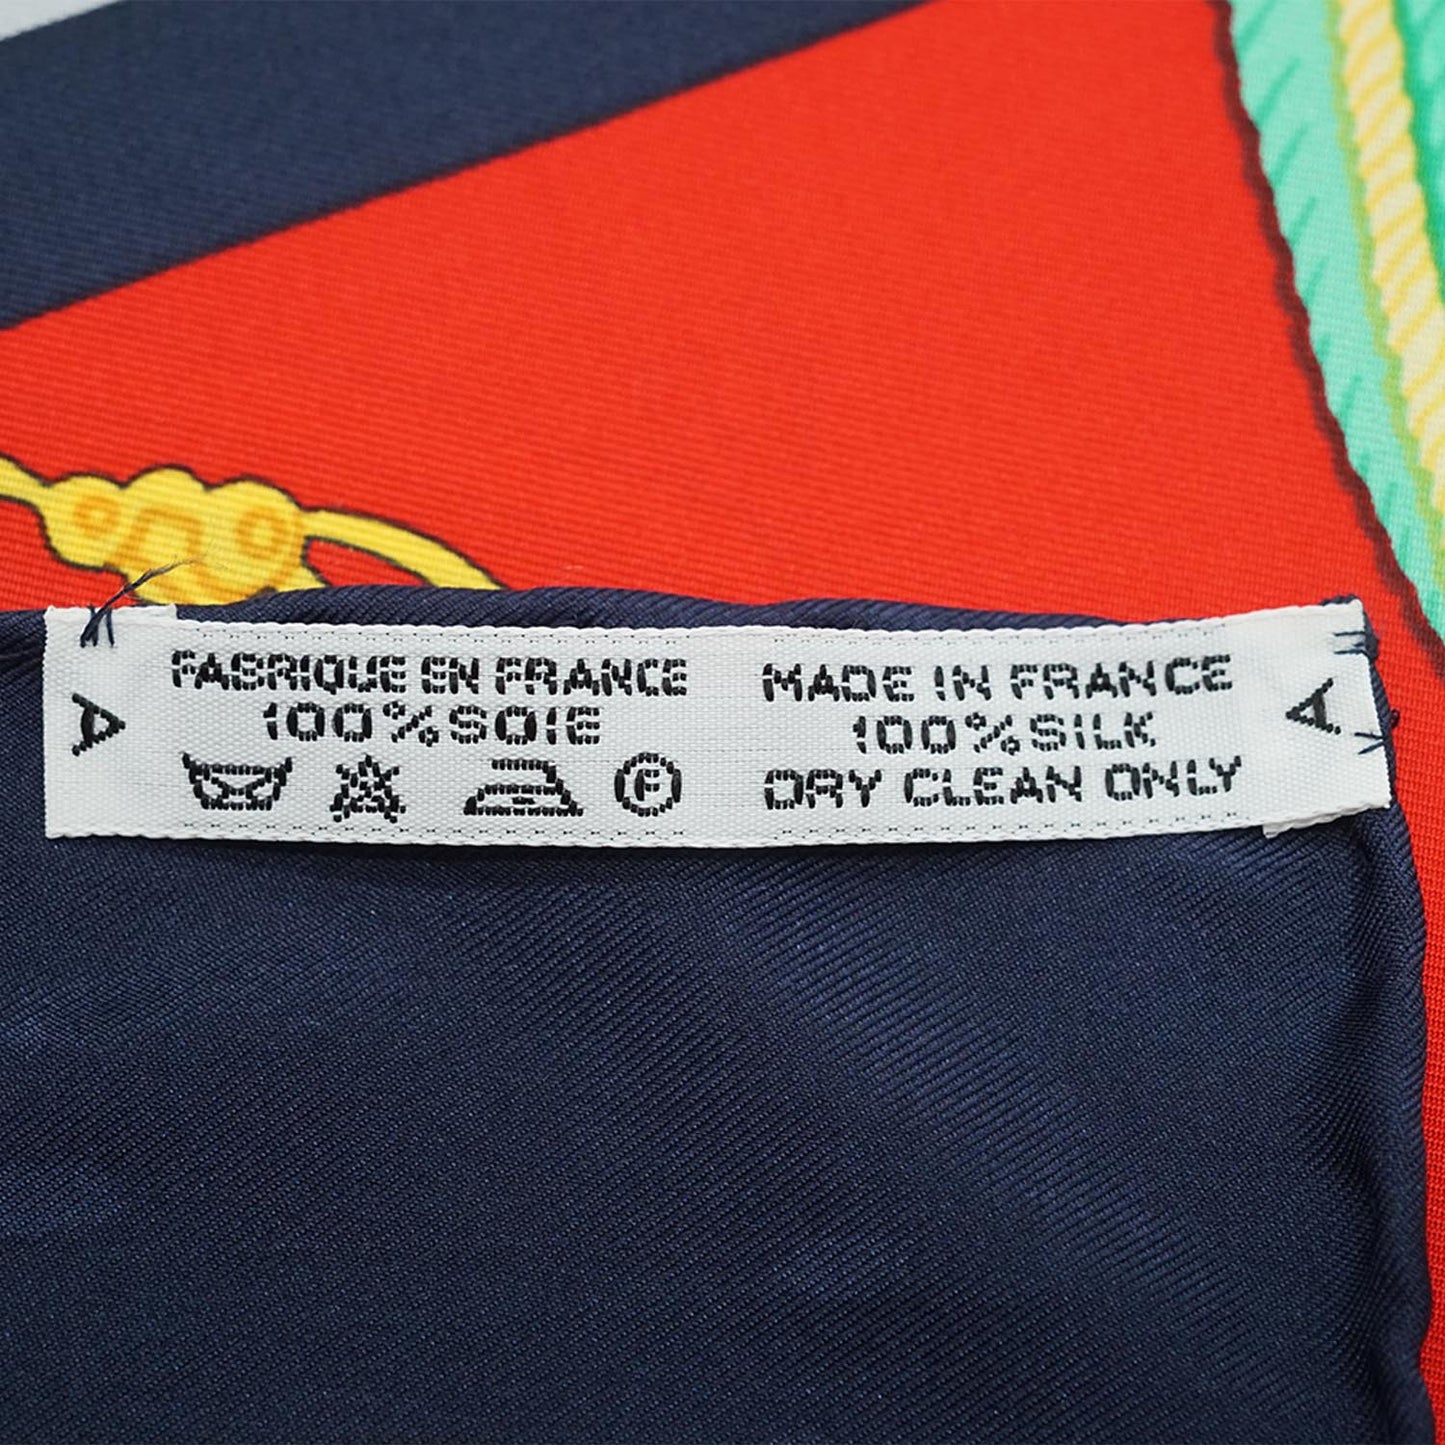 A
FABRIQUE EN FRANCE
100% SOIE
F
MADE IN FRANCE
100% SILK
DRY CLEAN ONLY
A